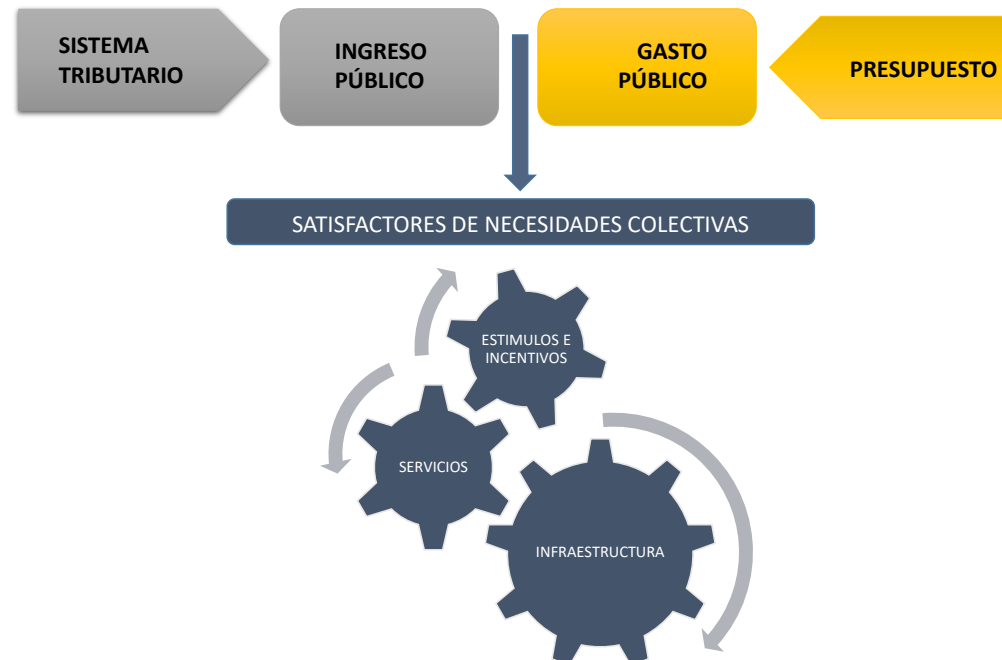 SISTEMA
TRIBUTARIO
INGRESO
PÚBLICO
GASTO
PÚBLICO
PRESUPUESTO
SATISFACTORES DE NECESIDADES COLECTIVAS
ESTIMULOS E
INCENTIVOS
SERVICIOS
INFRAESTRUCTURA